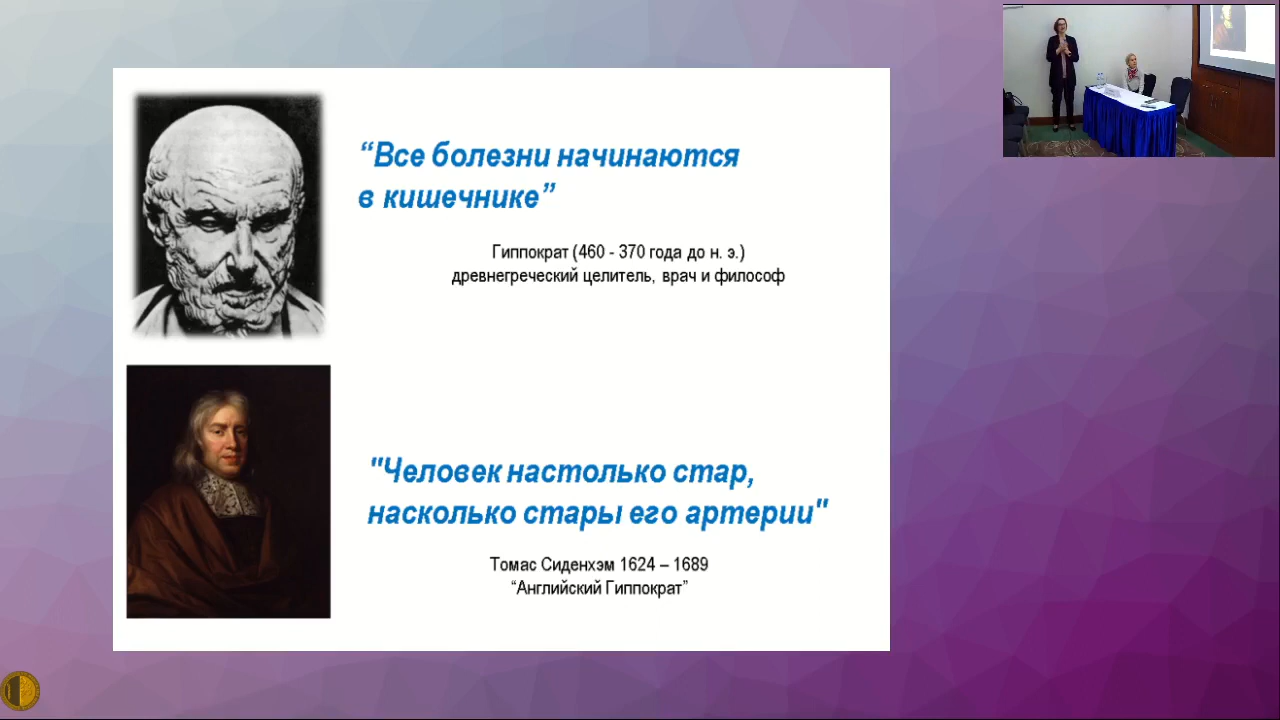 “Все болезни начинаются
в кишечнике”
Гиппократ (460 - 370 года до н. э.)
древнегреческий целитель, врач и философ
"Человек настолько стар,
насколько стары его артерии"
Томас Сиденхэм 1624 – 1689
“Английский Гиппократ”